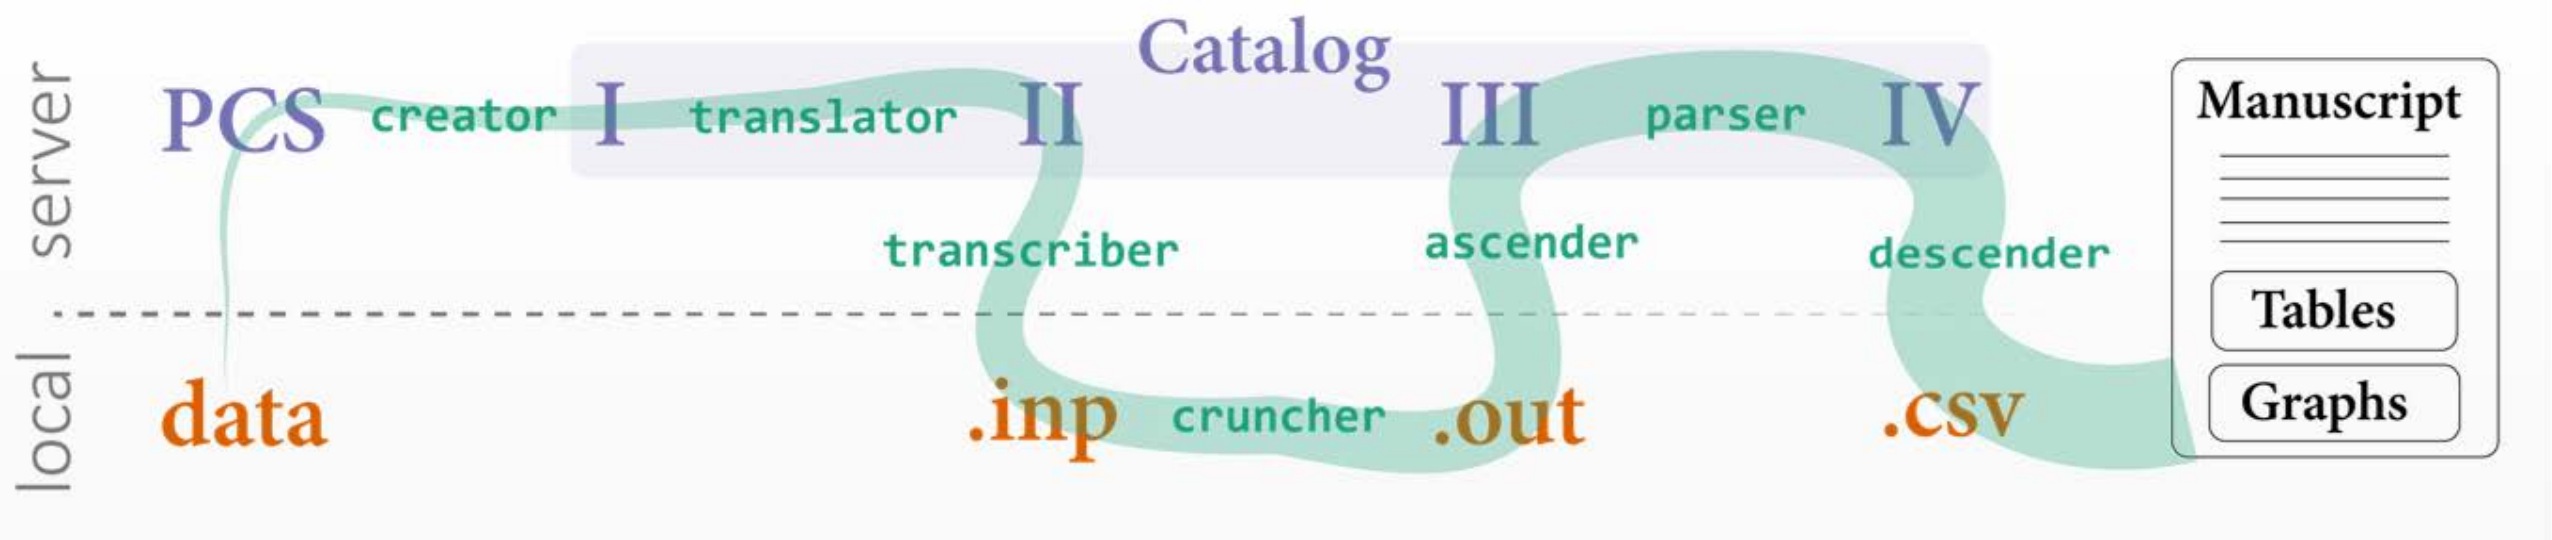 server
local
Catalog
PCS creator I translator II III parser IV
transcriber ascender descender
data .inp cruncher .out .csv
Manuscript
Tables
Graphs